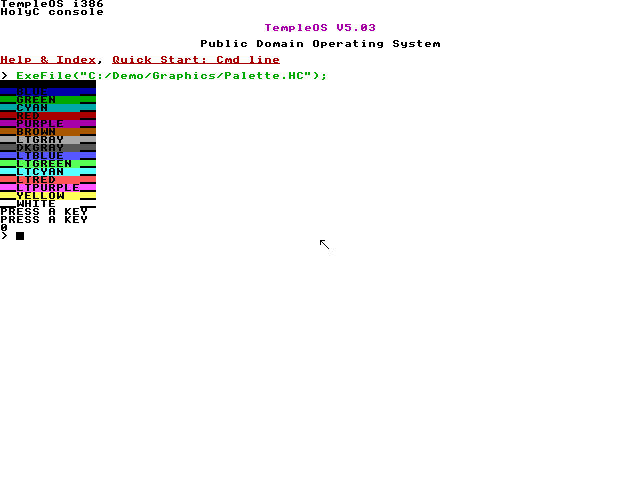 TempleOS i386
HolyC console
TempleOS V5.03
Public Domain Operating System
Help & Index, Quick Start: Cmd line
> ExeFile("C:/Demo/Graphics/Palette.HC");
BLUE
GREEN
CYAN
RED
PURPLE
BROWN
LTGRAY
DKGRAY
LTBLUE
LTGREEN
LTCYAN
LTRED
LTPURPLE
YELLOW
WHITE
PRESS A KEY
PRESS A KEY
0
>